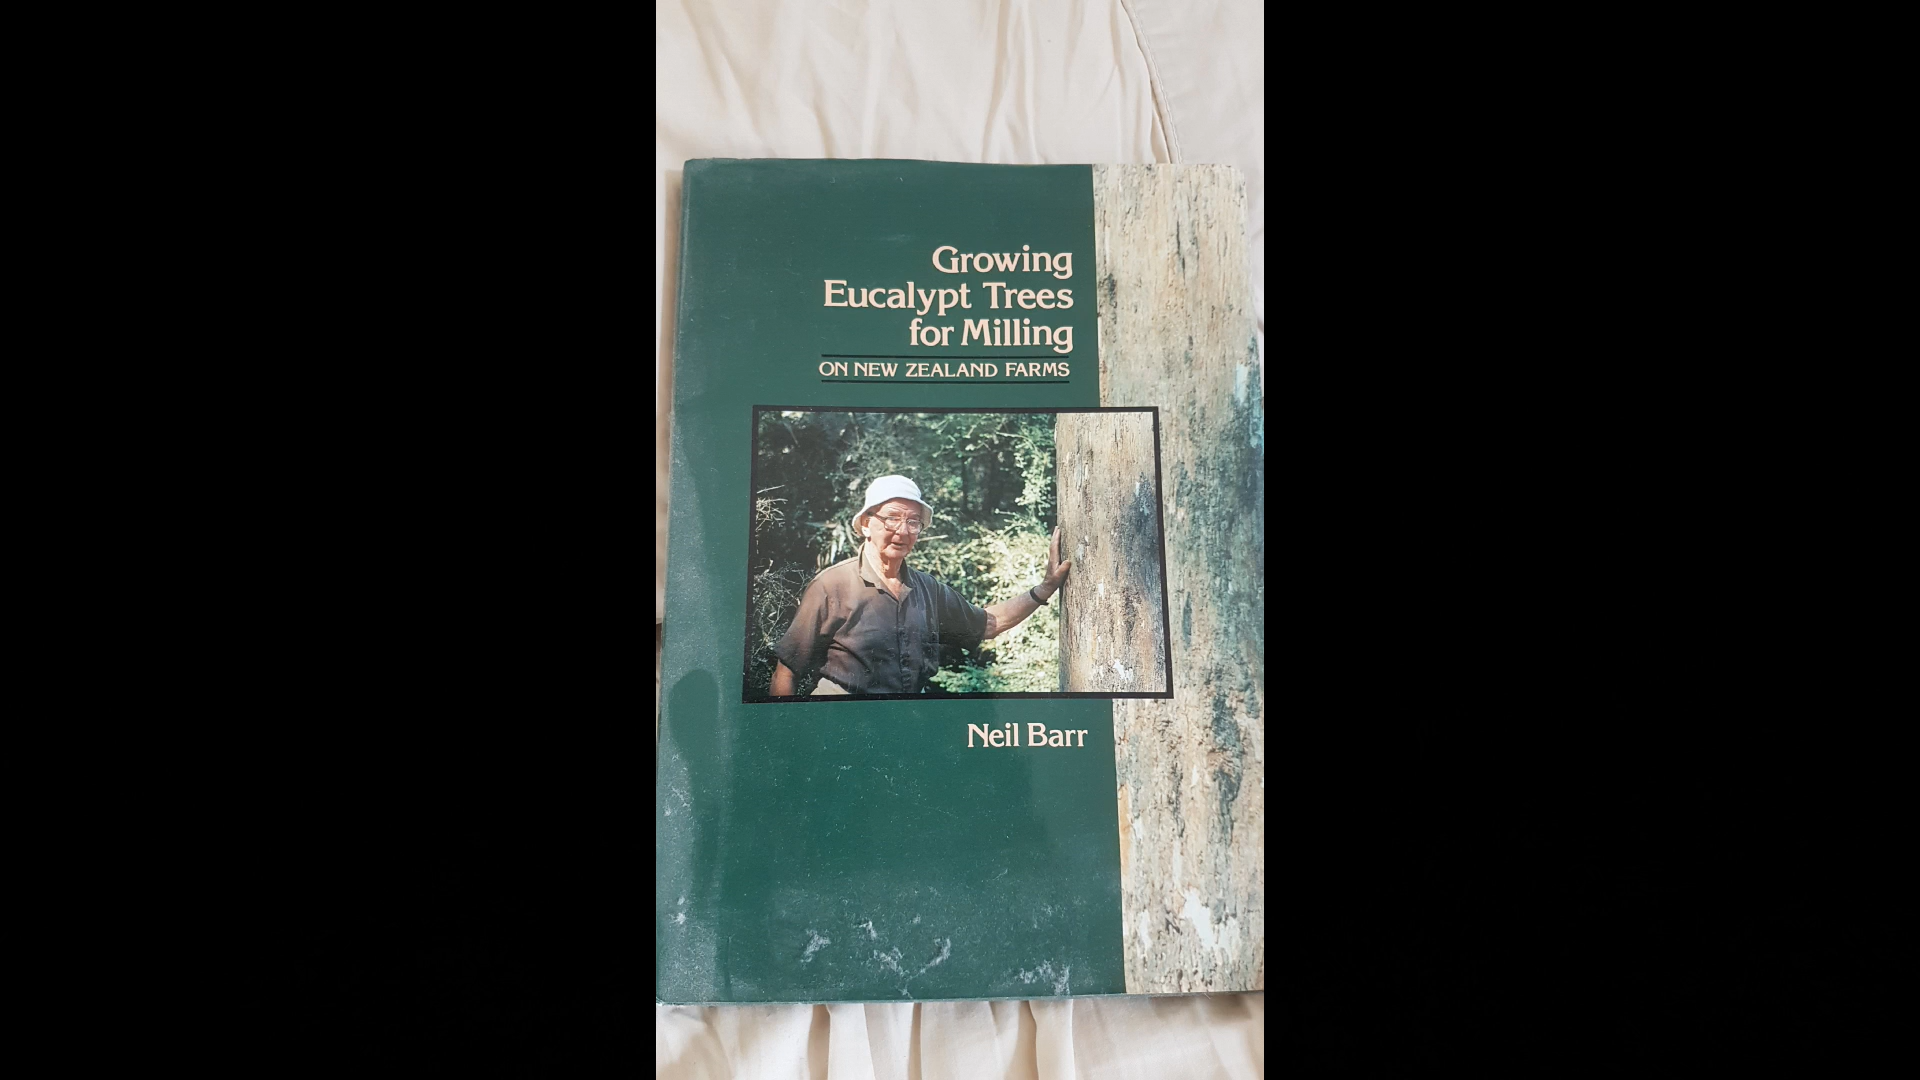 Growing
Eucalypt Trees
for Milling
ON NEW ZEALAND FARMS
Neil Barr